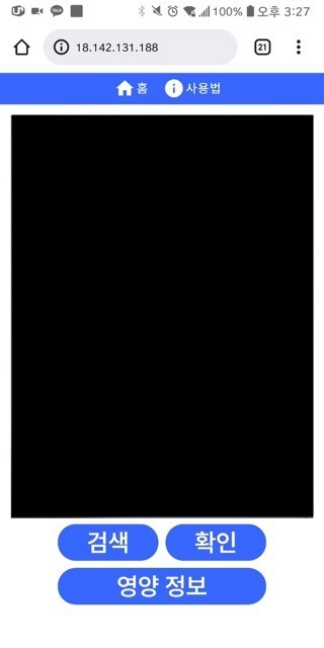 100% 오후 3:27
18.142.131.188 21
홈 사용법
검색 확인
영양 정보